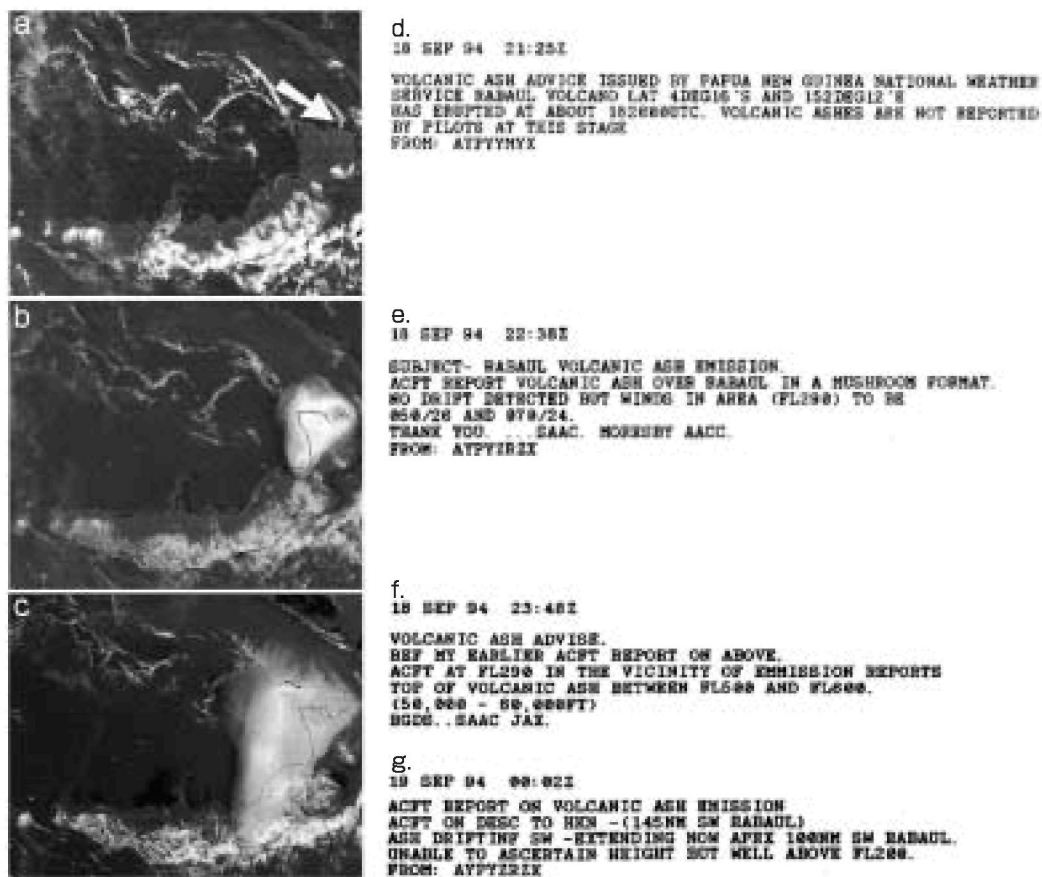 a
b
c
d.
18 SEP 94 21:25Z
VOLCANIC ASH ADVICE ISSUED BY PAPUA NEW GUINEA NATIONAL WEATHER
SERVICE RABAUL VOLCANO LAT 4DEG16'S AND 152DEG12'E
HAS ERUPTED AT ABOUT UTC. VOLCANIC ASHES ARE NOT REPORTED
BY PILOTS AT THIS STAGE
FROM: AYPYYMYX
e.
18 SEP 94 22:38Z
SUBJECT- RABAUL VOLCANIC ASH EMISSION.
ACFT REPORT VOLCANIC ASH OVER RABAUL IN A MUSHROOM FORMAT.
NO DRIFT DETECTED BUT WINDS IN AREA (FL290) TO BE
060/26 AND 070/24.
THANK YOU. ...SAAC. MORESBY AACC.
FROM: AYPYZRZX
f.
18 SEP 94 23:48Z
VOLCANIC ASH ADVISE.
REF MY EARLIER ACFT REPORT ON ABOVE.
ACFT AT FL290 IN THE VICINITY OF EMMISSION REPORTS
TOP OF VOLCANIC ASH BETWEEN FL500 AND FL600.
(50,000 - 60,000FT)
BGDS..SAAC JAX.
g.
19 SEP 94 00:02Z
ACFT REPORT ON VOLCANIC ASH EMISSION
ACFT ON DESC TO HKN -(145NM SW RABAUL)
ASH DRIFTING SW -EXTENDING NOW APRX 100NM SW RABAUL.
UNABLE TO ASCERTAIN HEIGHT BUT WELL ABOVE FL200.
FROM: AYPYZRZX